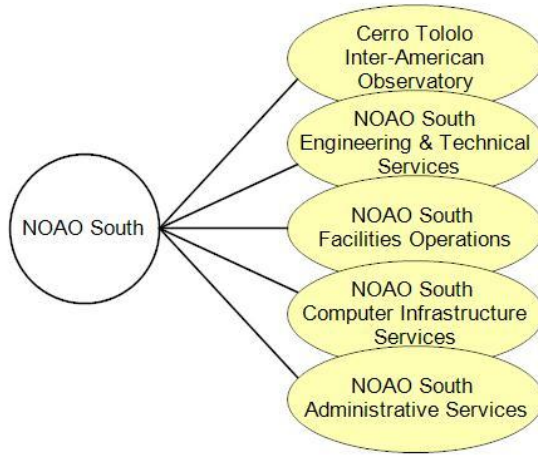 Cerro Tololo
Inter-American
Observatory
NOAO South
Engineering & Technical
Services
NOAO South
NOAO South
Facilities Operations
NOAO South
Computer Infrastructure
Services
NOAO South
Administrative Services